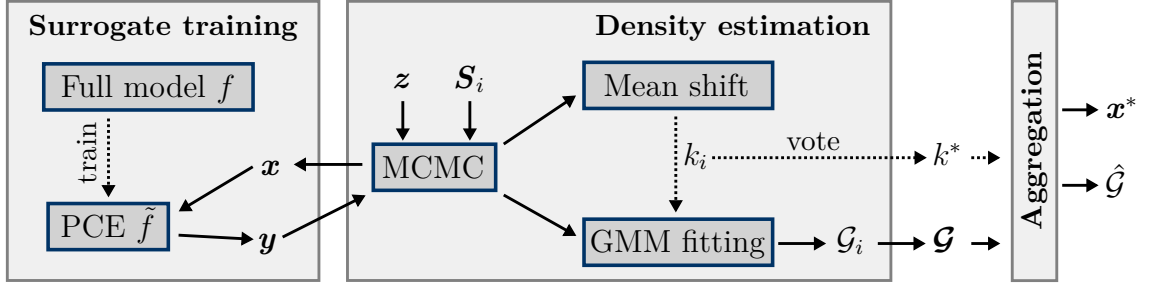 Surrogate training
Full model f
train
PCE f̃
x
y
Density estimation
z
S_i
MCMC
Mean shift
k_i
vote
k*
GMM fitting
𝒢_i
𝓖
Aggregation
x*
𝒢̂